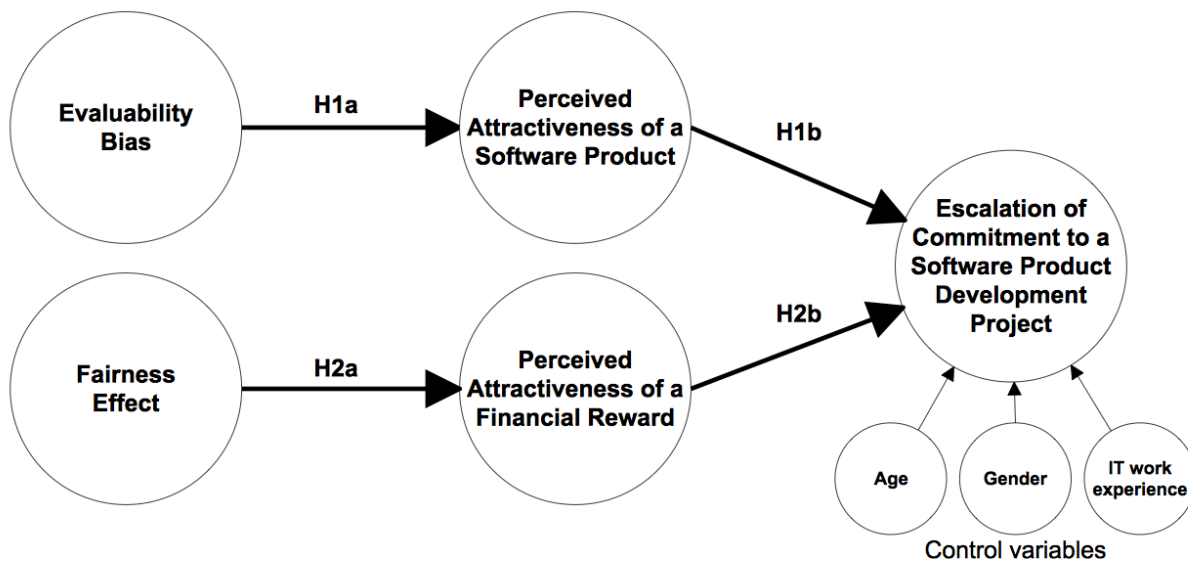 Evaluability
Bias
H1a
Perceived
Attractiveness of a
Software Product
H1b
Escalation of
Commitment to a
Software Product
Development
Project
Fairness
Effect
H2a
Perceived
Attractiveness of a
Financial Reward
H2b
Age
Gender
IT work
experience
Control variables